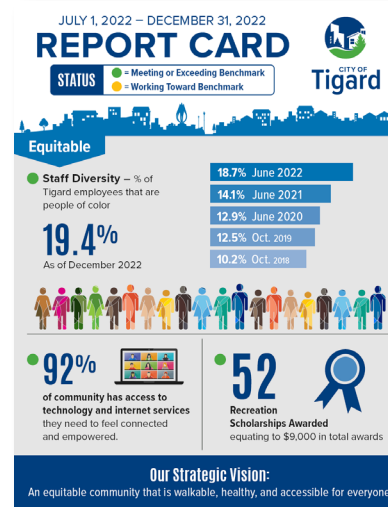 JULY 1, 2022 – DECEMBER 31, 2022
REPORT CARD
STATUS
= Meeting or Exceeding Benchmark
= Working Toward Benchmark
CITY OF
Tigard
Equitable
Staff Diversity – % of
Tigard employees that are
people of color
19.4%
As of December 2022
18.7% June 2022
14.1% June 2021
12.9% June 2020
12.5% Oct. 2019
10.2% Oct. 2018
92%
of community has access to
technology and internet services
they need to feel connected
and empowered.
52
Recreation
Scholarships Awarded
equating to $9,000 in total awards
Our Strategic Vision:
An equitable community that is walkable, healthy, and accessible for everyone